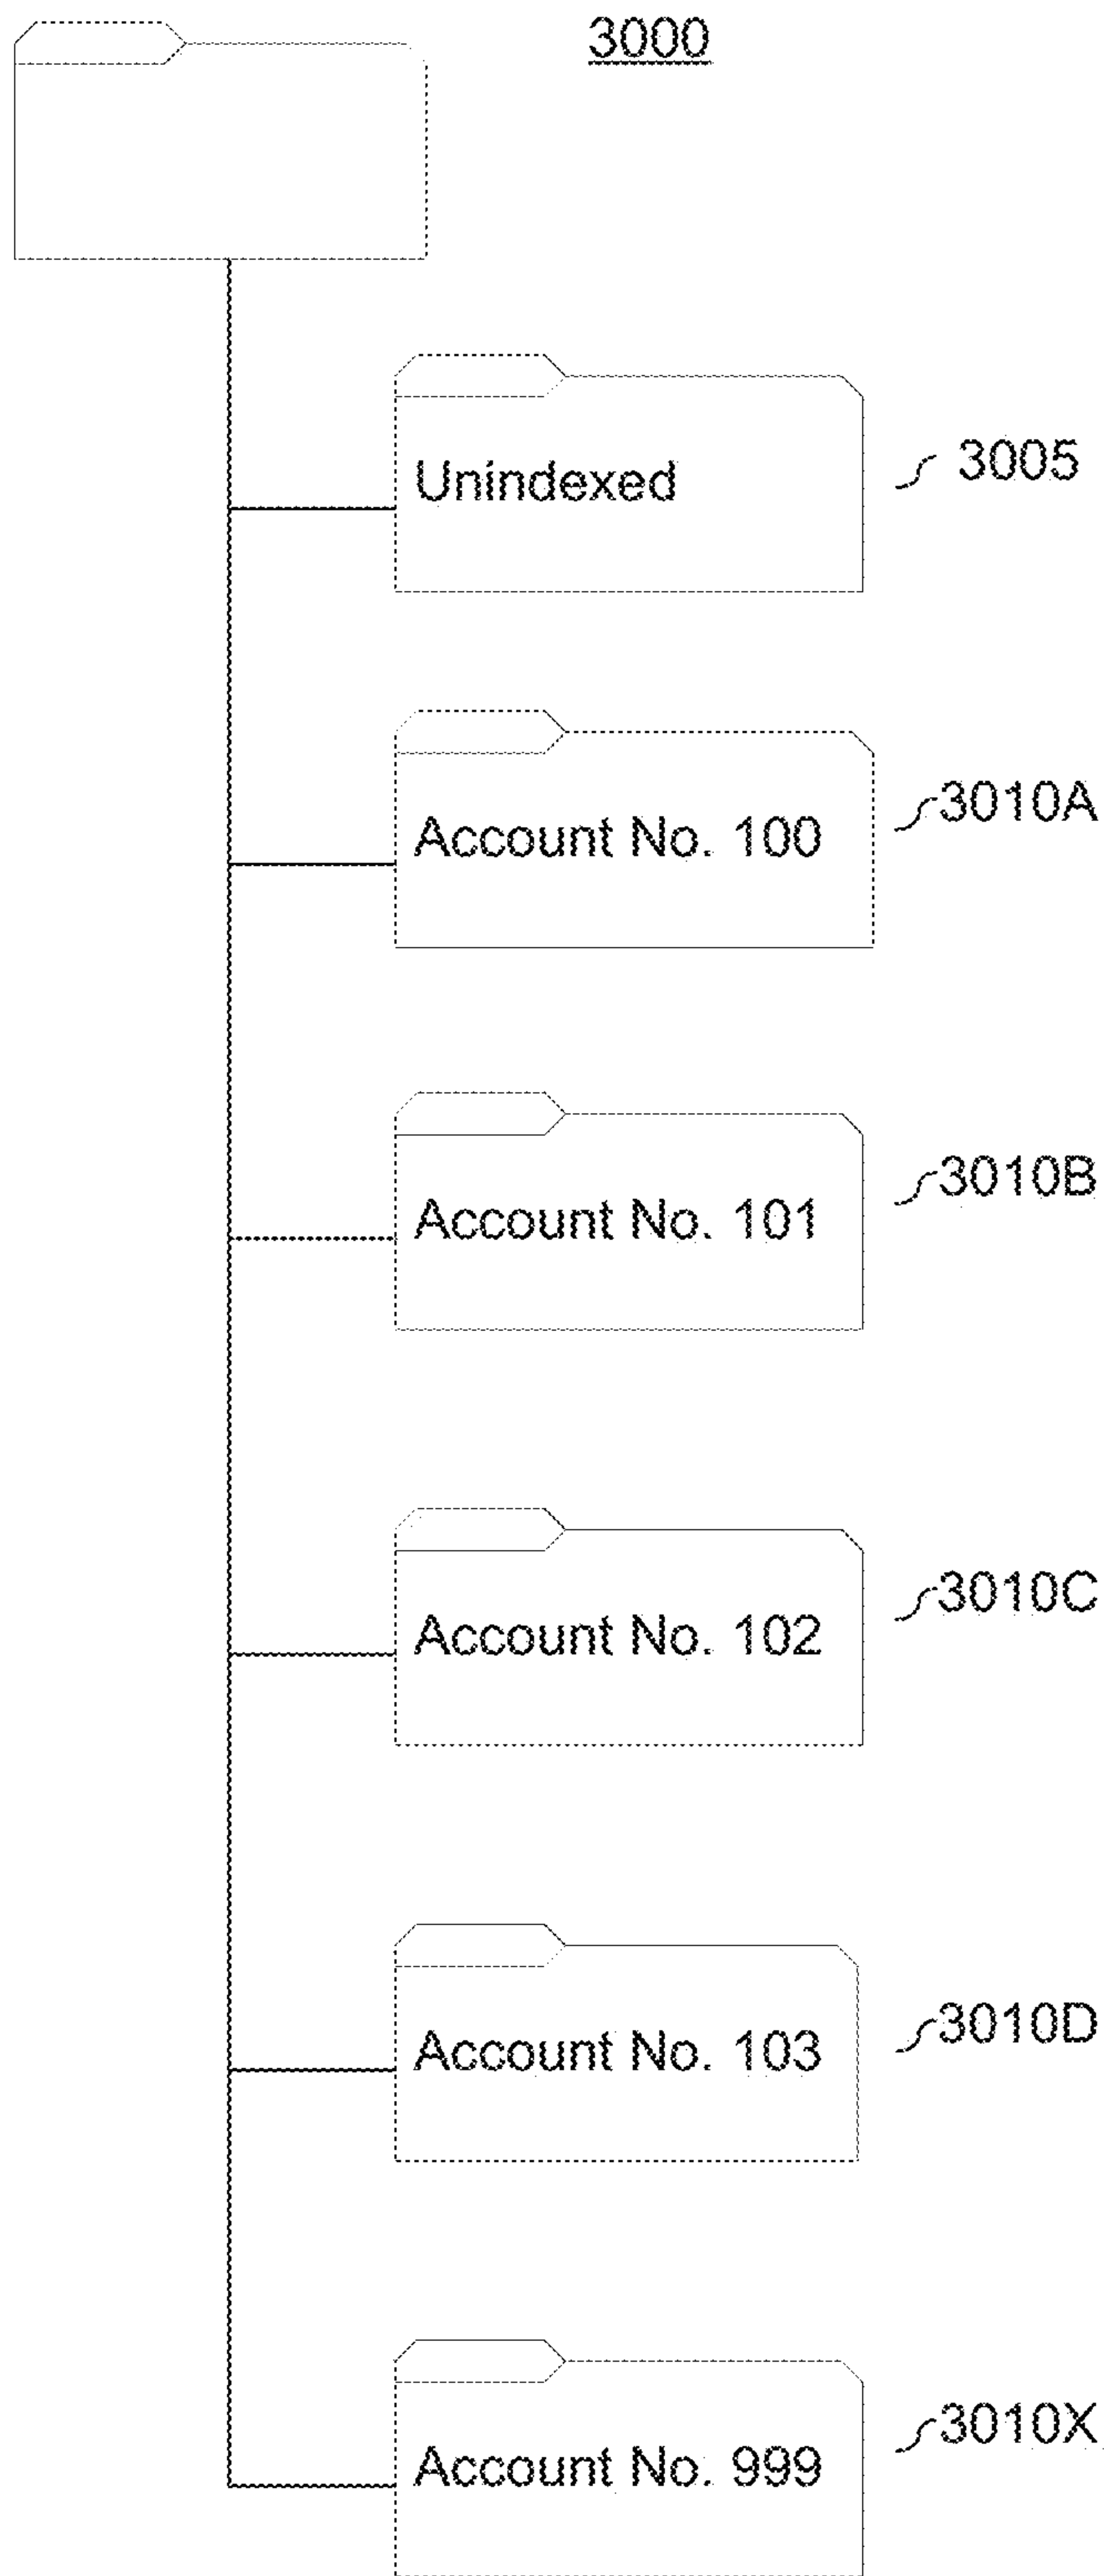 3000
Unindexed
3005
Account No. 100
3010A
Account No. 101
3010B
Account No. 102
3010C
Account No. 103
3010D
Account No. 999
3010X